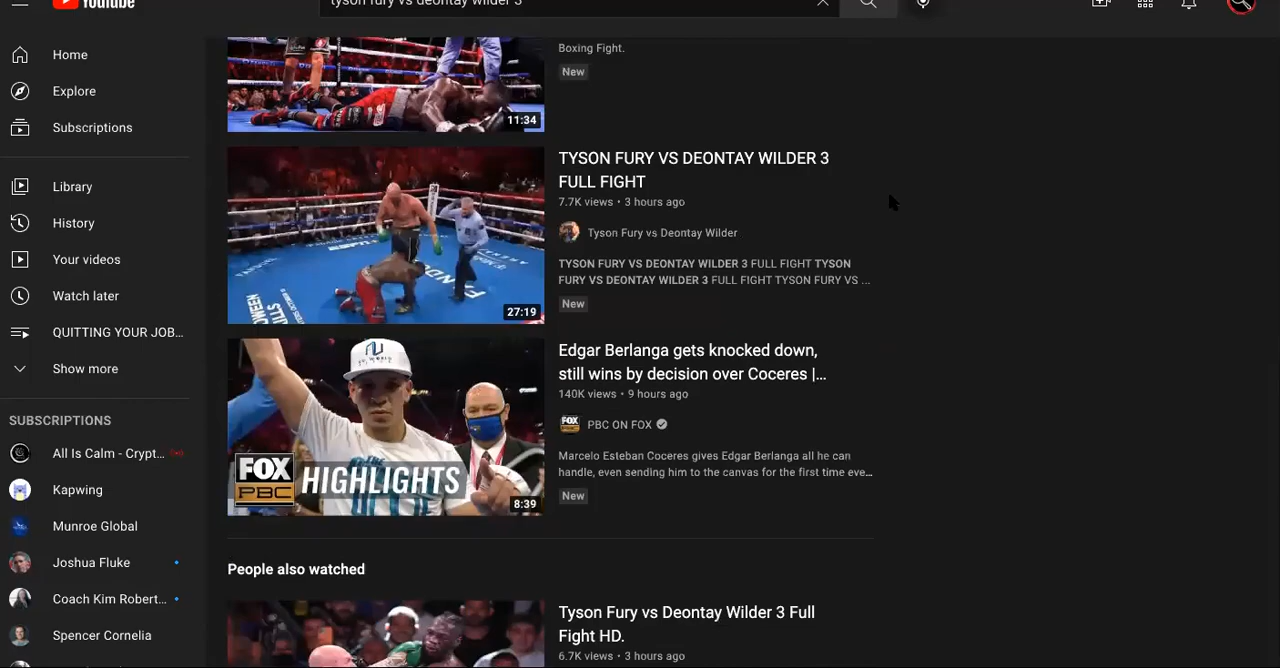 YouTube
tyson fury vs deontay wilder 3
Home
Explore
Subscriptions
Library
History
Your videos
Watch later
QUITTING YOUR JOB...
Show more
SUBSCRIPTIONS
All Is Calm - Crypt...
Kapwing
Munroe Global
Joshua Fluke
Coach Kim Robert...
Spencer Cornelia
11:34
Boxing Fight.
New
27:19
TYSON FURY VS DEONTAY WILDER 3
FULL FIGHT
7.7K views • 3 hours ago
Tyson Fury vs Deontay Wilder
TYSON FURY VS DEONTAY WILDER 3 FULL FIGHT TYSON
FURY VS DEONTAY WILDER 3 FULL FIGHT TYSON FURY VS ...
New
FOX
PBC
HIGHLIGHTS
8:39
Edgar Berlanga gets knocked down,
still wins by decision over Coceres |...
140K views • 9 hours ago
FOX
PBC ON FOX
Marcelo Esteban Coceres gives Edgar Berlanga all he can
handle, even sending him to the canvas for the first time eve...
New
People also watched
Tyson Fury vs Deontay Wilder 3 Full
Fight HD.
6.7K views • 3 hours ago